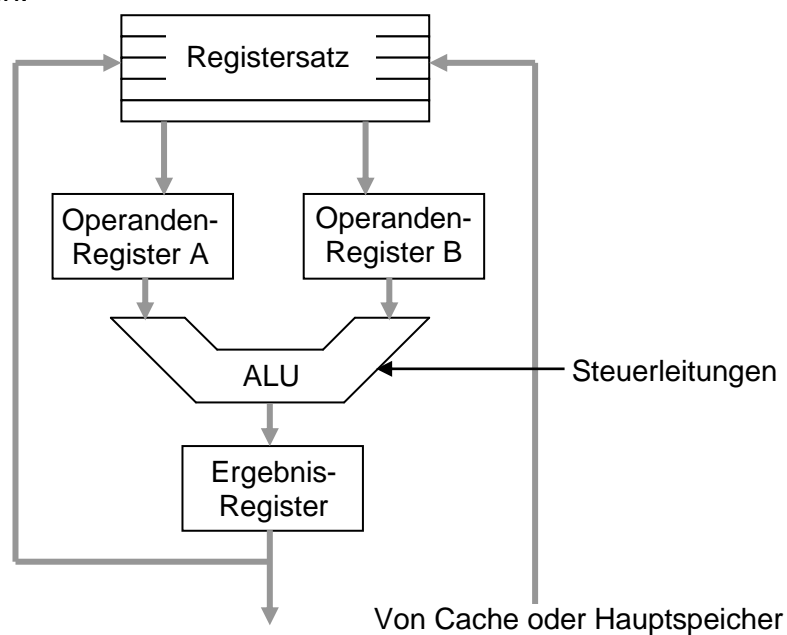 Registersatz
Operanden-
Register A
Operanden-
Register B
ALU
Steuerleitungen
Ergebnis-
Register
Von Cache oder Hauptspeicher